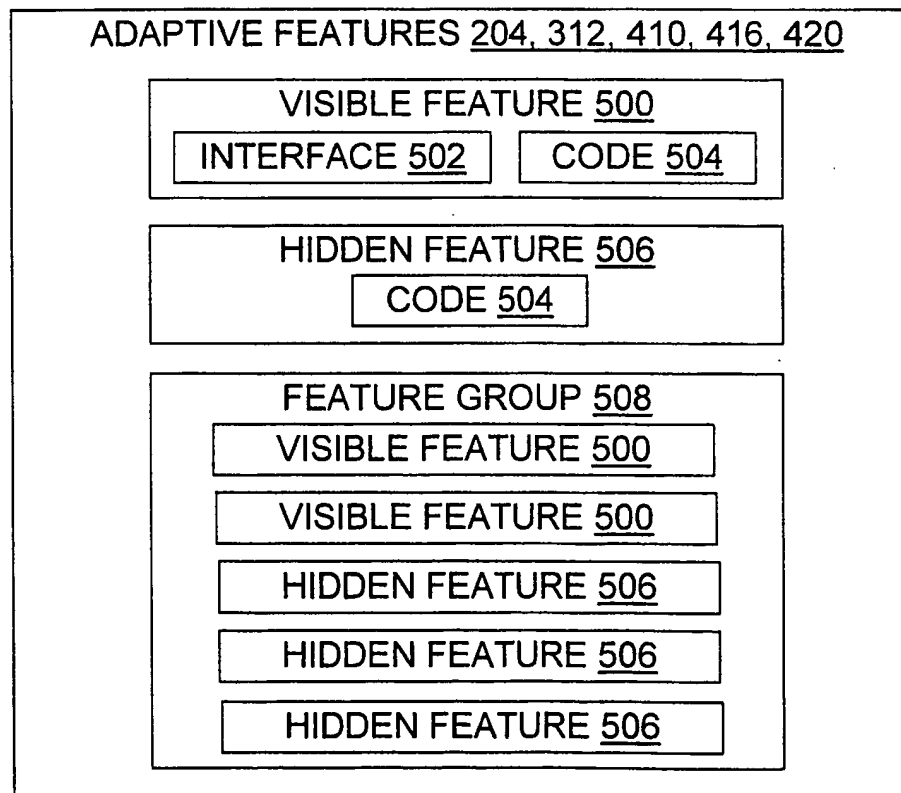 ADAPTIVE FEATURES 204, 312, 410, 416, 420
VISIBLE FEATURE 500
INTERFACE 502
CODE 504
HIDDEN FEATURE 506
CODE 504
FEATURE GROUP 508
VISIBLE FEATURE 500
VISIBLE FEATURE 500
HIDDEN FEATURE 506
HIDDEN FEATURE 506
HIDDEN FEATURE 506